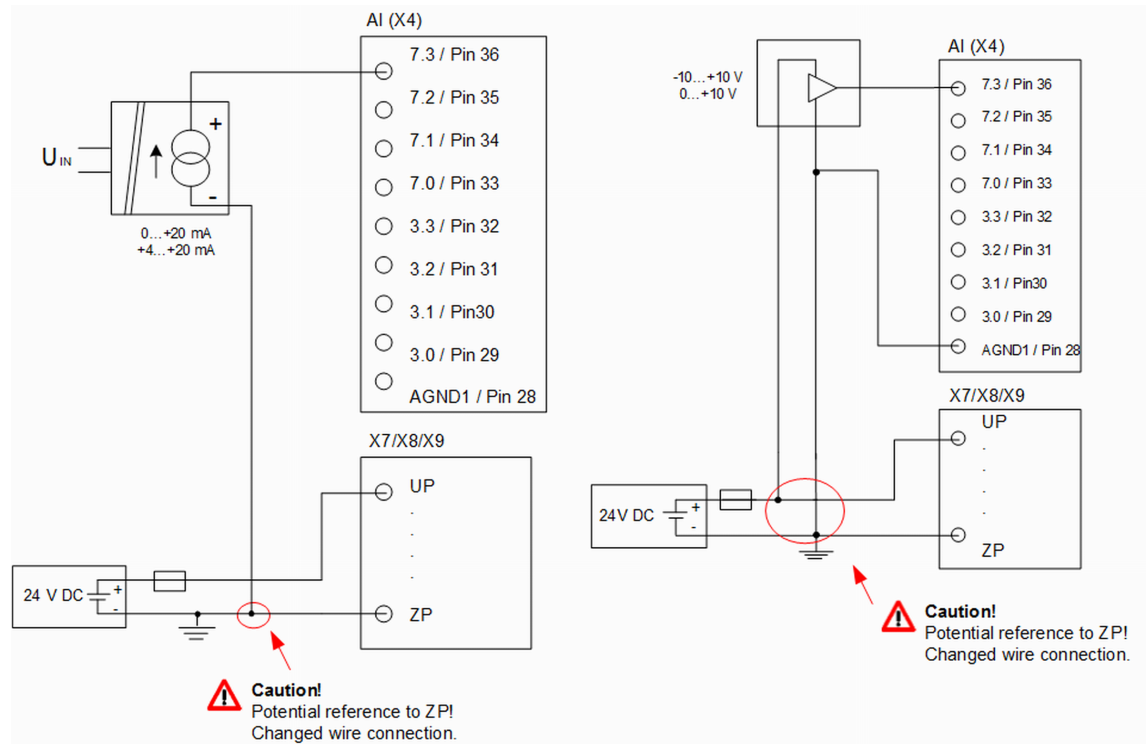 AI (X4)
7.3 / Pin 36
7.2 / Pin 35
7.1 / Pin 34
7.0 / Pin 33
3.3 / Pin 32
3.2 / Pin 31
3.1 / Pin30
3.0 / Pin 29
AGND1 / Pin 28
UIN
+
-
0...+20 mA
+4...+20 mA
X7/X8/X9
UP
.
.
.
.
ZP
24 V DC
+
-
Caution!
Potential reference to ZP!
Changed wire connection.
-10...+10 V
0...+10 V
AI (X4)
7.3 / Pin 36
7.2 / Pin 35
7.1 / Pin 34
7.0 / Pin 33
3.3 / Pin 32
3.2 / Pin 31
3.1 / Pin30
3.0 / Pin 29
AGND1 / Pin 28
X7/X8/X9
UP
.
.
.
.
ZP
24V DC
+
-
Caution!
Potential reference to ZP!
Changed wire connection.